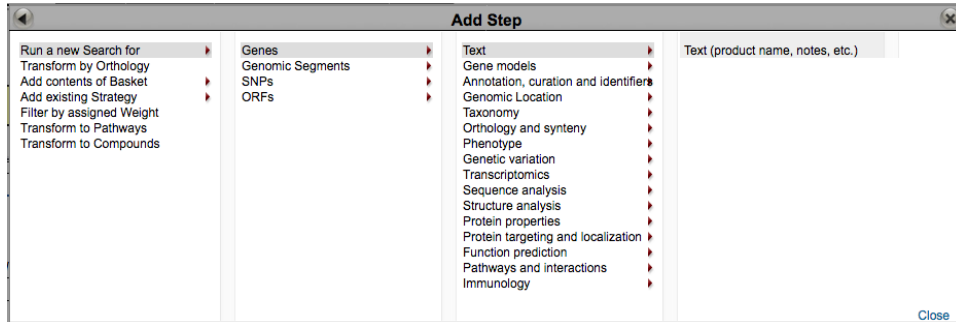 Add Step
Run a new Search for
Transform by Orthology
Add contents of Basket
Add existing Strategy
Filter by assigned Weight
Transform to Pathways
Transform to Compounds
Genes
Genomic Segments
SNPs
ORFs
Text
Gene models
Annotation, curation and identifiers
Genomic Location
Taxonomy
Orthology and synteny
Phenotype
Genetic variation
Transcriptomics
Sequence analysis
Structure analysis
Protein properties
Protein targeting and localization
Function prediction
Pathways and interactions
Immunology
Text (product name, notes, etc.)
Close